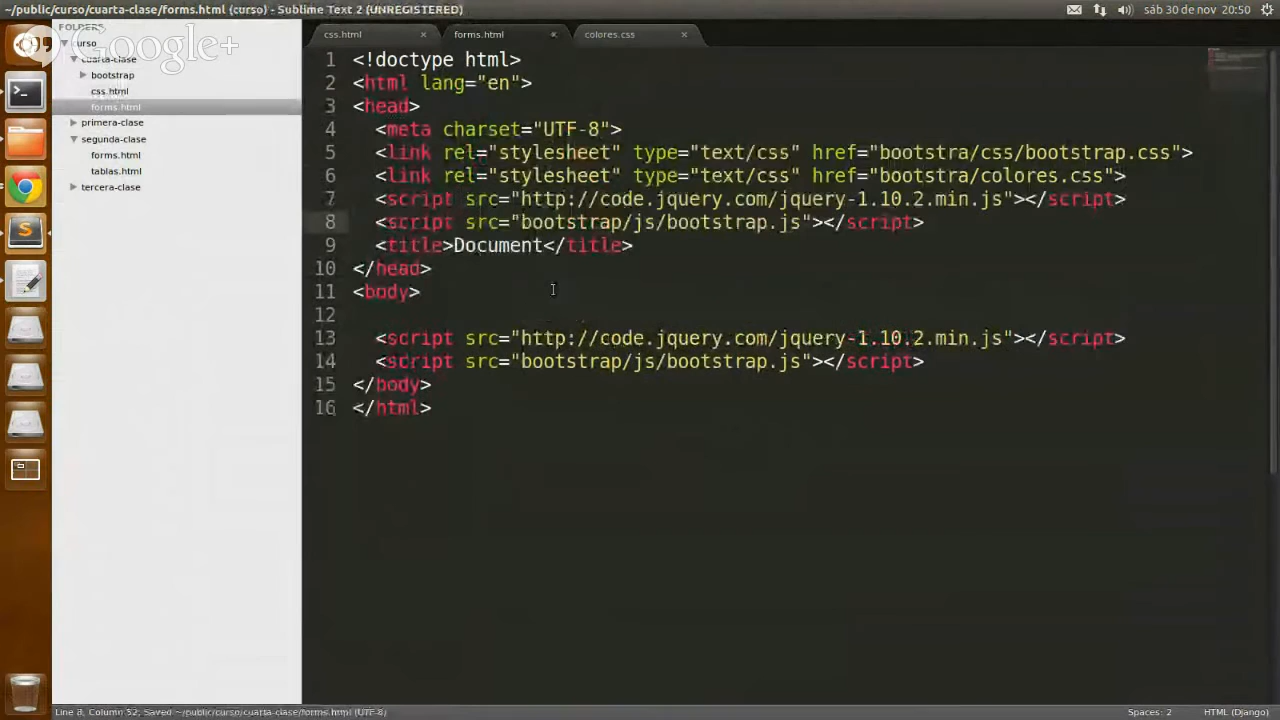 ~/public/curso/cuarta-clase/forms.html (curso) - Sublime Text 2 (UNREGISTERED)
sáb 30 de nov 20:50
Google+
FOLDERS
curso
cuarta-clase
bootstrap
css.html
forms.html
primera-clase
segunda-clase
forms.html
tablas.html
tercera-clase
css.html × forms.html × colores.css ×
1 <!doctype html>
2 <html lang="en">
3 <head>
4 <meta charset="UTF-8">
5 <link rel="stylesheet" type="text/css" href="bootstra/css/bootstrap.css">
6 <link rel="stylesheet" type="text/css" href="bootstra/colores.css">
7 <script src="http://code.jquery.com/jquery-1.10.2.min.js"></script>
8 <script src="bootstrap/js/bootstrap.js"></script>
9 <title>Document</title>
10 </head>
11 <body>
12
13 <script src="http://code.jquery.com/jquery-1.10.2.min.js"></script>
14 <script src="bootstrap/js/bootstrap.js"></script>
15 </body>
16 </html>
Line 8, Column 52; Saved ~/public/curso/cuarta-clase/forms.html (UTF-8)
Spaces: 2
HTML (Django)